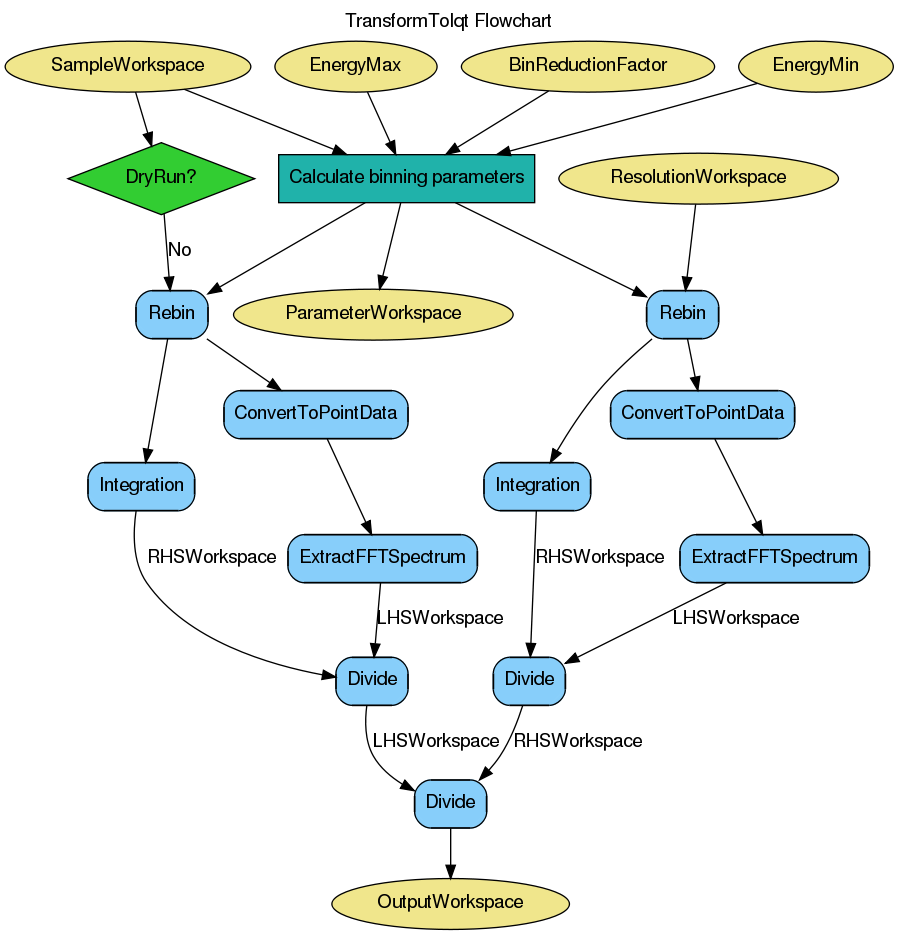 TransformToIqt Flowchart
SampleWorkspace
EnergyMax
BinReductionFactor
EnergyMin
DryRun?
Calculate binning parameters
ResolutionWorkspace
No
Rebin
ParameterWorkspace
Rebin
ConvertToPointData
ConvertToPointData
Integration
Integration
RHSWorkspace
ExtractFFTSpectrum
RHSWorkspace
ExtractFFTSpectrum
LHSWorkspace
LHSWorkspace
Divide
Divide
LHSWorkspace
RHSWorkspace
Divide
OutputWorkspace